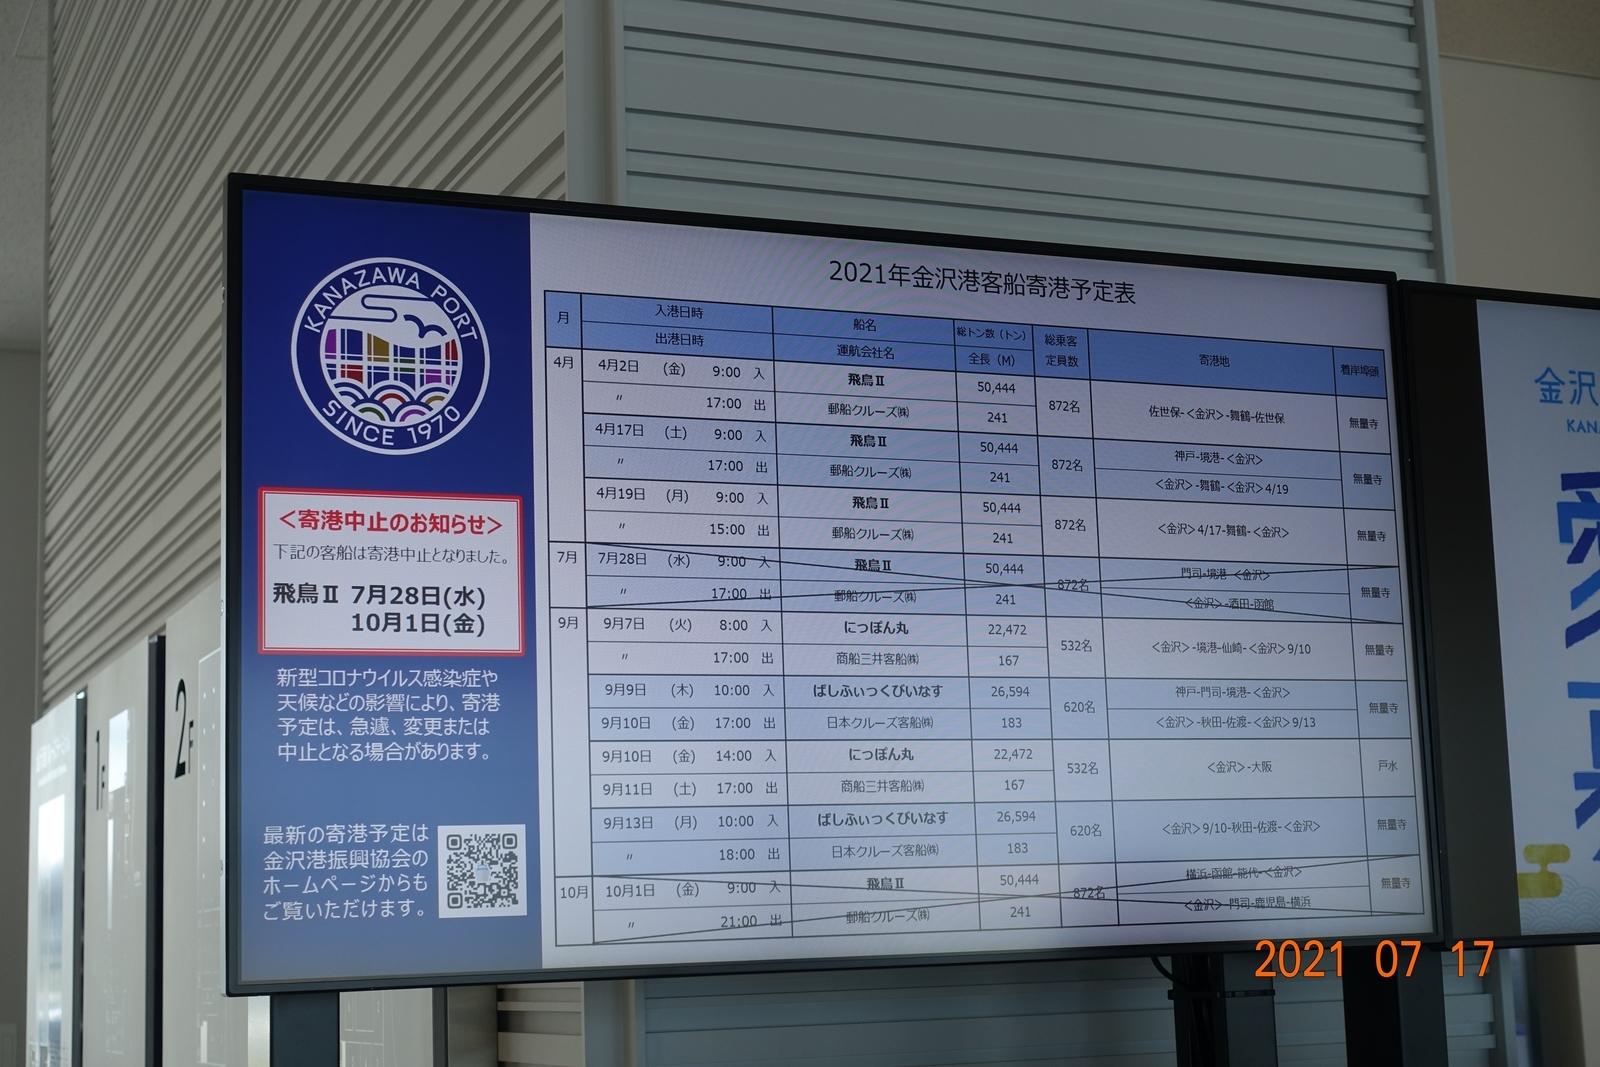 KANAZAWA PORT
SINCE 1970
<寄港中止のお知らせ>
下記の客船は寄港中止となりました。
飛鳥Ⅱ 7月28日(水)
10月1日(金)
新型コロナウイルス感染症や
天候などの影響により、寄港
予定は、急遽、変更または
中止となる場合があります。
最新の寄港予定は
金沢港振興協会の
ホームページからも
ご覧いただけます。
2021年金沢港客船寄港予定表
月 入港日時 船名 総トン数（トン） 総乗客 寄港地 着岸埠頭
出港日時 運航会社名 全長（M） 定員数
4月 4月2日 (金) 9:00 入 飛鳥Ⅱ 50,444 872名 佐世保-<金沢>-舞鶴-佐世保 無量寺
〃 17:00 出 郵船クルーズ㈱ 241
4月17日 (土) 9:00 入 飛鳥Ⅱ 50,444 872名 神戸-境港-<金沢> 無量寺
〃 17:00 出 郵船クルーズ㈱ 241 <金沢>-舞鶴-<金沢>4/19
4月19日 (月) 9:00 入 飛鳥Ⅱ 50,444 872名 <金沢>4/17-舞鶴-<金沢> 無量寺
〃 15:00 出 郵船クルーズ㈱ 241
7月 7月28日 (水) 9:00 入 飛鳥Ⅱ 50,444 872名 門司-境港-<金沢> 無量寺
〃 17:00 出 郵船クルーズ㈱ 241 <金沢>-酒田-函館
9月 9月7日 (火) 8:00 入 にっぽん丸 22,472 532名 <金沢>-境港-仙崎-<金沢>9/10 無量寺
〃 17:00 出 商船三井客船㈱ 167
9月9日 (木) 10:00 入 ぱしふぃっくびいなす 26,594 620名 神戸-門司-境港-<金沢> 無量寺
9月10日 (金) 17:00 出 日本クルーズ客船㈱ 183 <金沢>-秋田-佐渡-<金沢>9/13
9月10日 (金) 14:00 入 にっぽん丸 22,472 532名 <金沢>-大阪 戸水
9月11日 (土) 17:00 出 商船三井客船㈱ 167
9月13日 (月) 10:00 入 ぱしふぃっくびいなす 26,594 620名 <金沢>9/10-秋田-佐渡-<金沢> 無量寺
〃 18:00 出 日本クルーズ客船㈱ 183
10月 10月1日 (金) 9:00 入 飛鳥Ⅱ 50,444 872名 横浜-函館-能代-<金沢> 無量寺
〃 21:00 出 郵船クルーズ㈱ 241 <金沢>-門司-鹿児島-横浜
金沢
KAN
1F
2F
2021 07 17